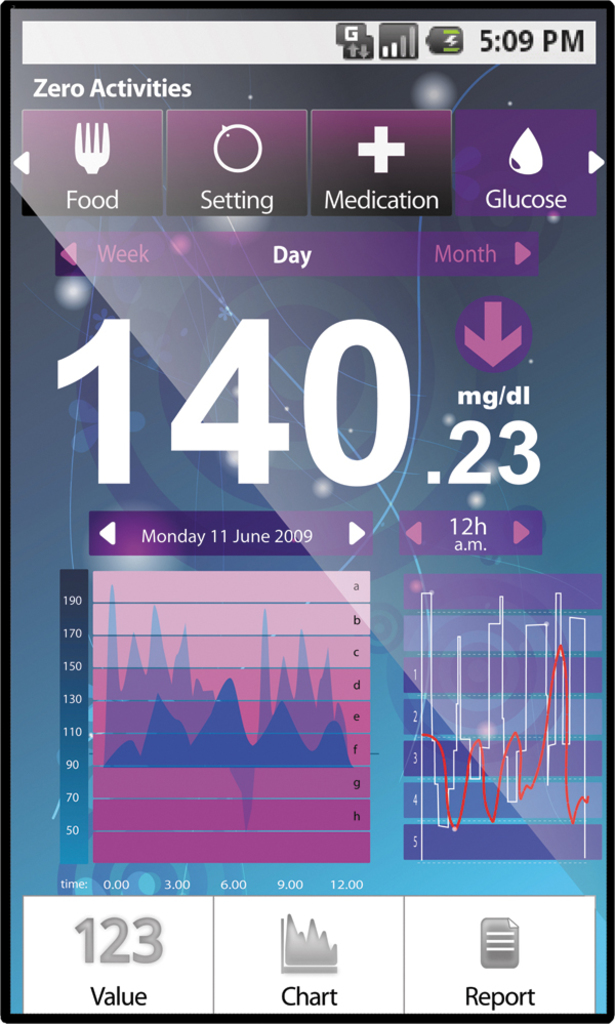 G 5:09 PM
Zero Activities
Food Setting Medication Glucose
Week Day Month
140.23
mg/dl
Monday 11 June 2009
12h
a.m.
a
190
b
170
c
150
d
130
e
110
f
90
g
70
h
50
1
2
3
4
5
time: 0.00 3.00 6.00 9.00 12.00
123
Value Chart Report